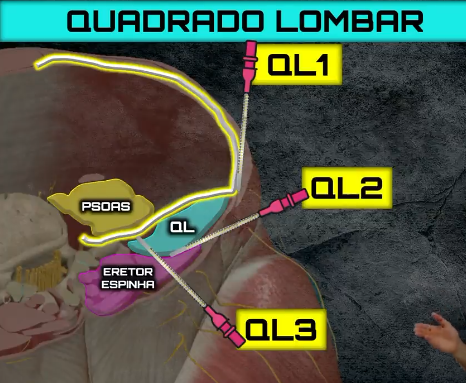 QUADRADO LOMBAR
QL1
QL2
PSOAS
QL
ERETOR
ESPINHA
QL3